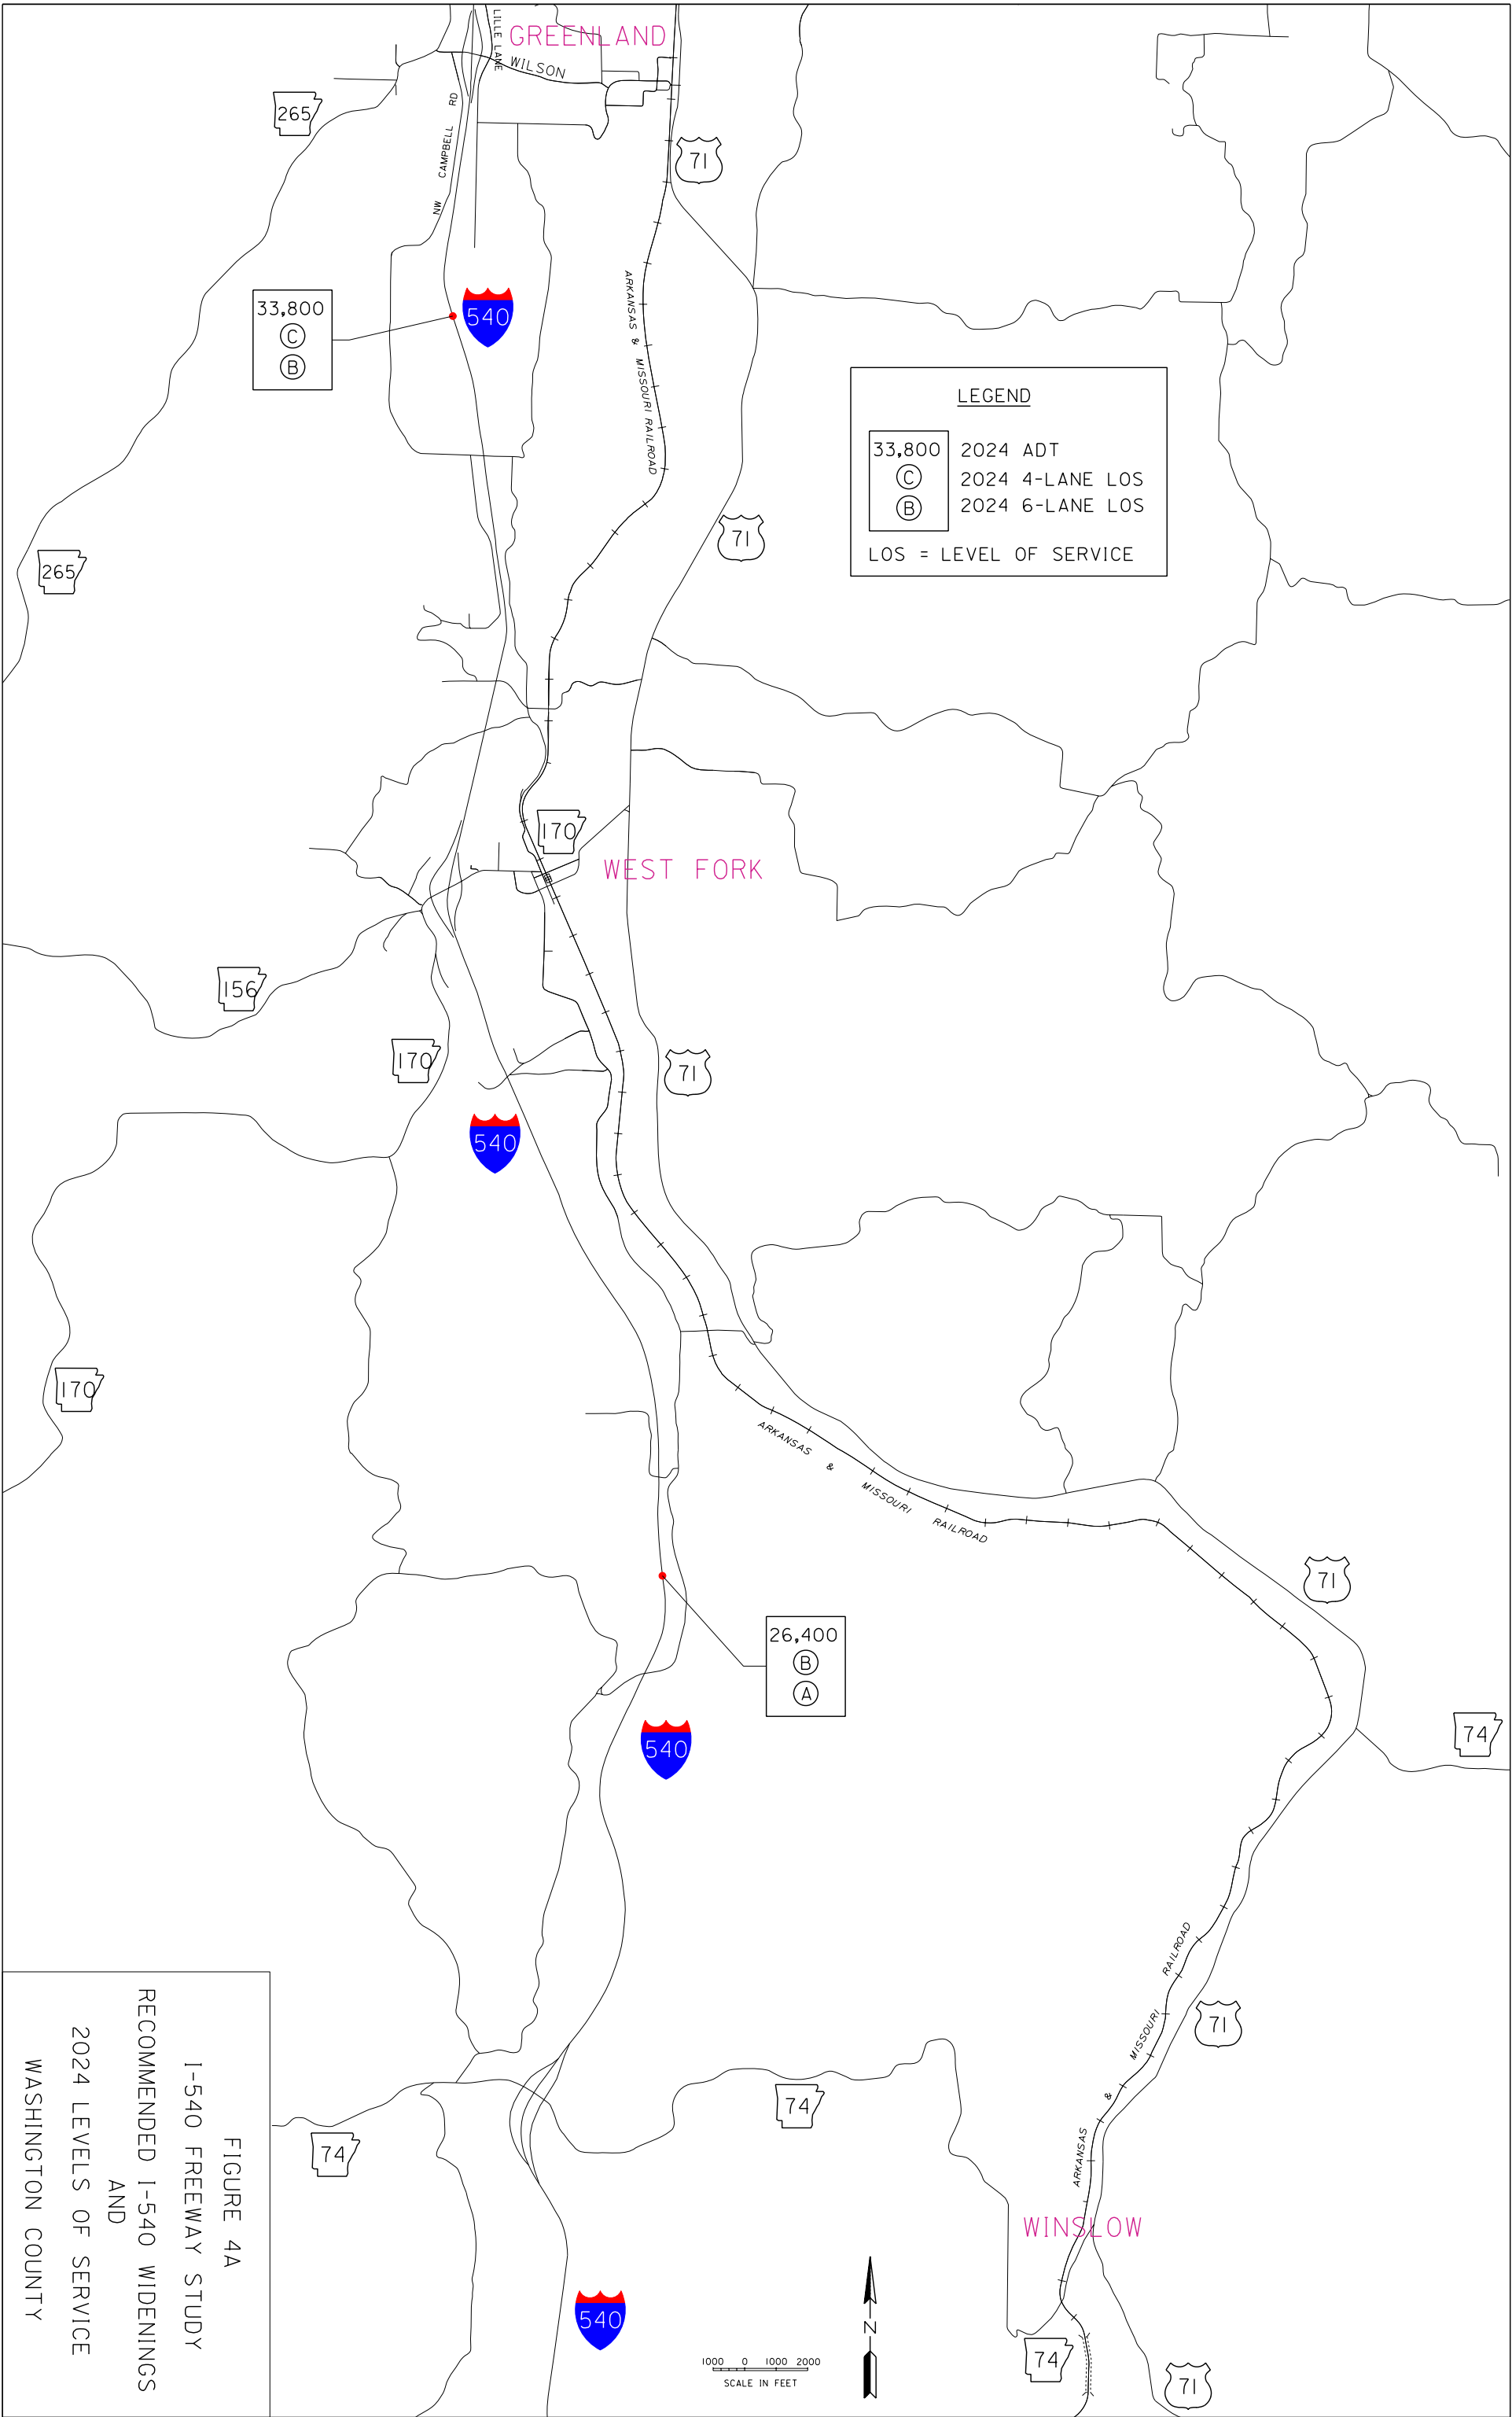 GREENLAND
LILLE LANE
WILSON
265
NW CAMPBELL RD
71
540
33,800
C
B
ARKANSAS & MISSOURI RAILROAD
LEGEND
33,800 2024 ADT
C 2024 4-LANE LOS
B 2024 6-LANE LOS
LOS = LEVEL OF SERVICE
71
265
170
WEST FORK
156
170
71
540
170
ARKANSAS & MISSOURI RAILROAD
71
26,400
B
A
540
74
ARKANSAS & MISSOURI RAILROAD
71
74
74
WINSLOW
540
N
1000 0 1000 2000
SCALE IN FEET
74
71
FIGURE 4A
I-540 FREEWAY STUDY
RECOMMENDED I-540 WIDENINGS
AND
2024 LEVELS OF SERVICE
WASHINGTON COUNTY